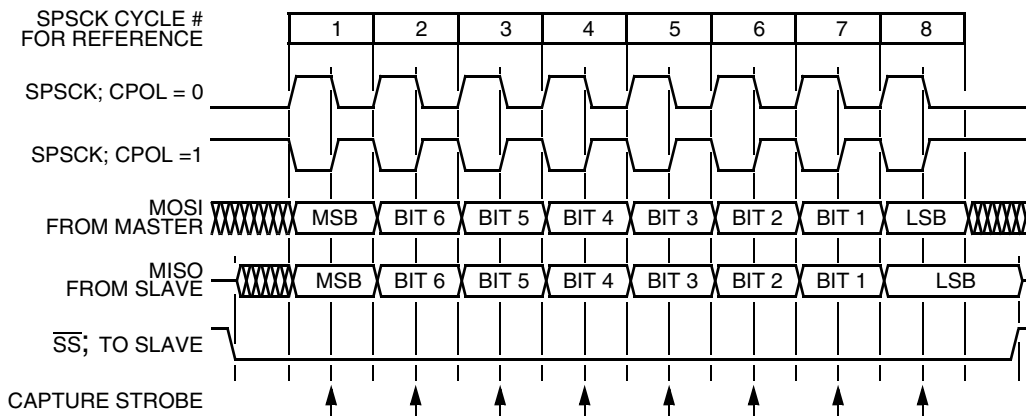 SPSCK CYCLE #
FOR REFERENCE
1 2 3 4 5 6 7 8
SPSCK; CPOL = 0
SPSCK; CPOL =1
MOSI
FROM MASTER
MSB BIT 6 BIT 5 BIT 4 BIT 3 BIT 2 BIT 1 LSB
MISO
FROM SLAVE
MSB BIT 6 BIT 5 BIT 4 BIT 3 BIT 2 BIT 1 LSB
SS; TO SLAVE
CAPTURE STROBE